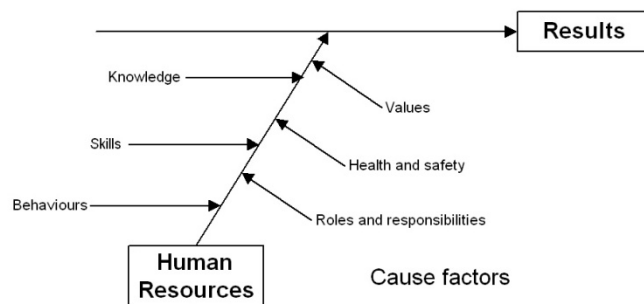 Results
Knowledge
Values
Skills
Health and safety
Behaviours
Roles and responsibilities
Human
Resources
Cause factors